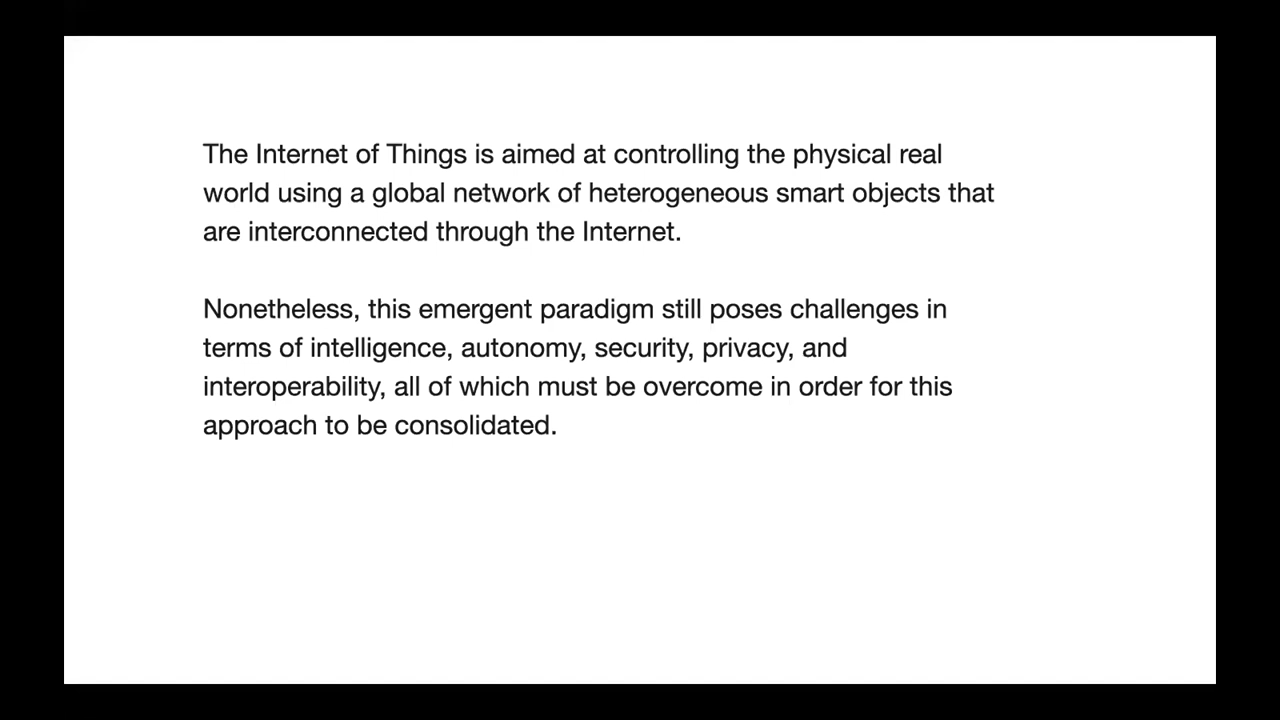 The Internet of Things is aimed at controlling the physical real
world using a global network of heterogeneous smart objects that
are interconnected through the Internet.
Nonetheless, this emergent paradigm still poses challenges in
terms of intelligence, autonomy, security, privacy, and
interoperability, all of which must be overcome in order for this
approach to be consolidated.